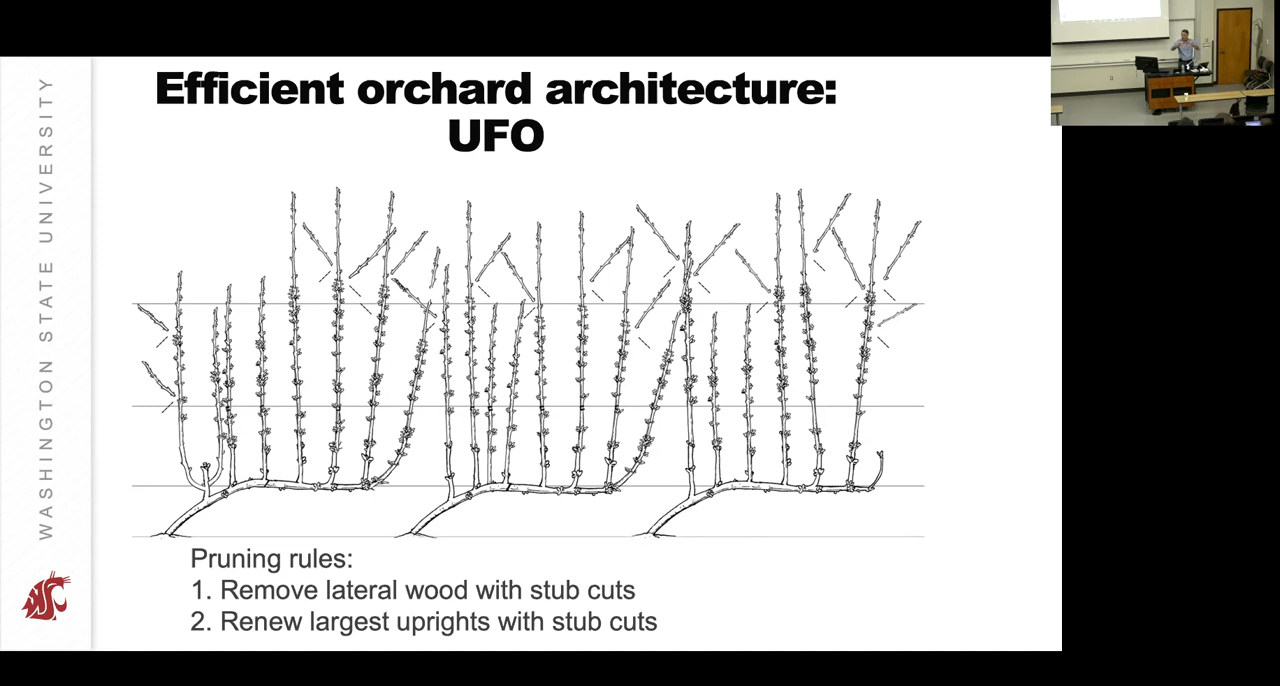 Efficient orchard architecture:
UFO
WASHINGTON STATE UNIVERSITY
Pruning rules:
1. Remove lateral wood with stub cuts
2. Renew largest uprights with stub cuts